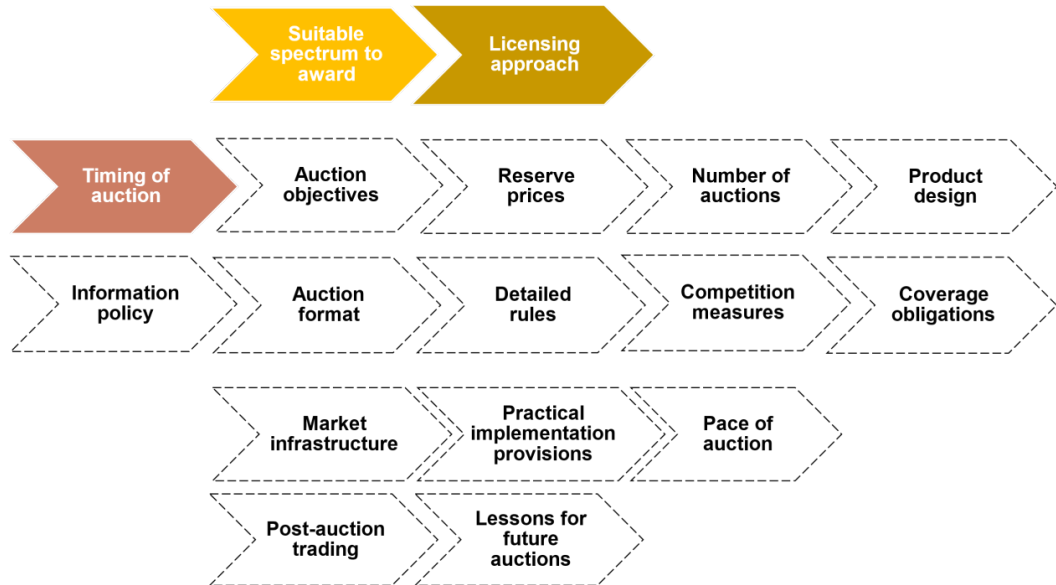 Suitable
spectrum to
award
Licensing
approach
Timing of
auction
Auction
objectives
Reserve
prices
Number of
auctions
Product
design
Information
policy
Auction
format
Detailed
rules
Competition
measures
Coverage
obligations
Market
infrastructure
Practical
implementation
provisions
Pace of
auction
Post-auction
trading
Lessons for
future
auctions